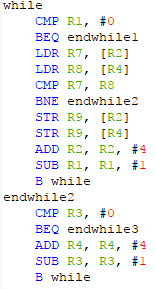 while
CMP R1, #0
BEQ endwhile1
LDR R7, [R2]
LDR R8, [R4]
CMP R7, R8
BNE endwhile2
STR R9, [R2]
STR R9, [R4]
ADD R2, R2, #4
SUB R1, R1, #1
B while
endwhile2
CMP R3, #0
BEQ endwhile3
ADD R4, R4, #4
SUB R3, R3, #1
B while